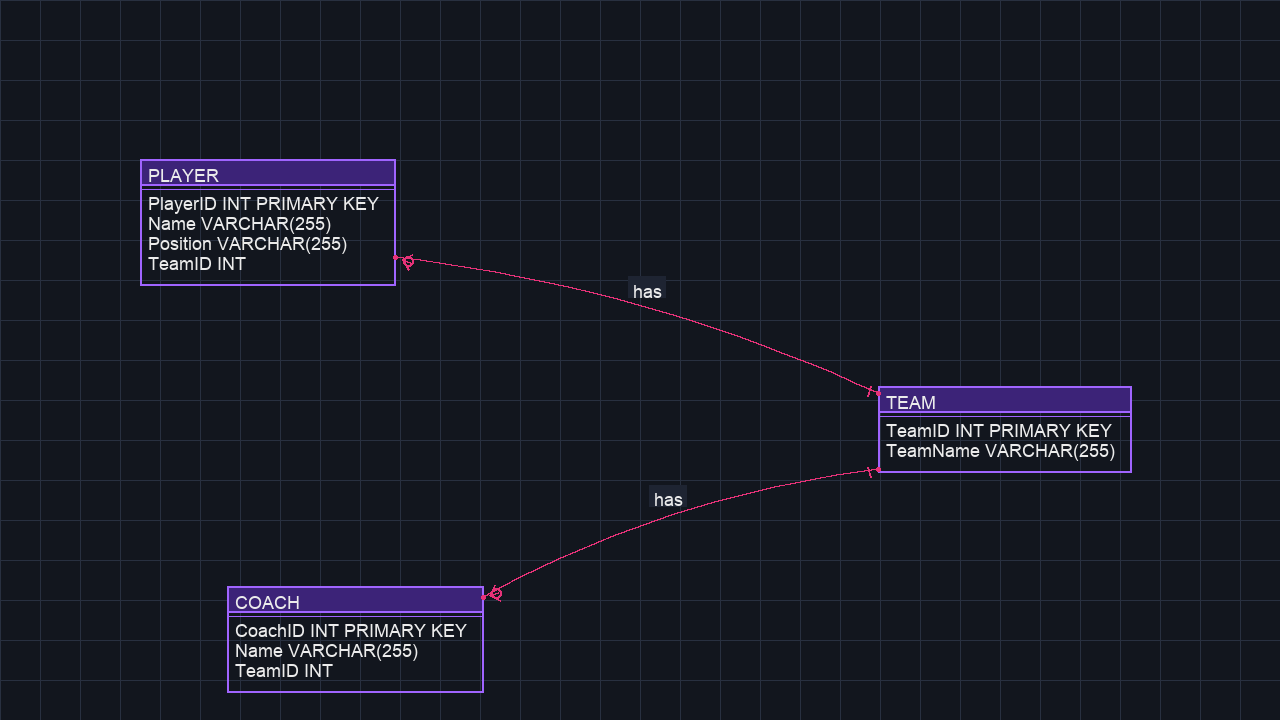 PLAYER
PlayerID INT PRIMARY KEY
Name VARCHAR(255)
Position VARCHAR(255)
TeamID INT
has
TEAM
TeamID INT PRIMARY KEY
TeamName VARCHAR(255)
has
COACH
CoachID INT PRIMARY KEY
Name VARCHAR(255)
TeamID INT